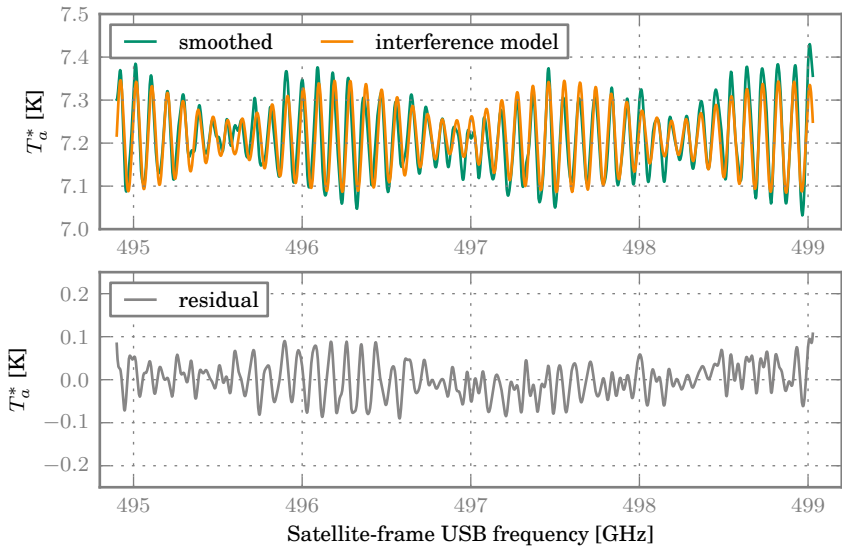 7.5
smoothed interference model
7.4
7.3
7.2
7.1
7.0
T*a [K]
495 496 497 498 499
residual
0.2
0.1
0.0
−0.1
−0.2
T*a [K]
495 496 497 498 499
Satellite-frame USB frequency [GHz]